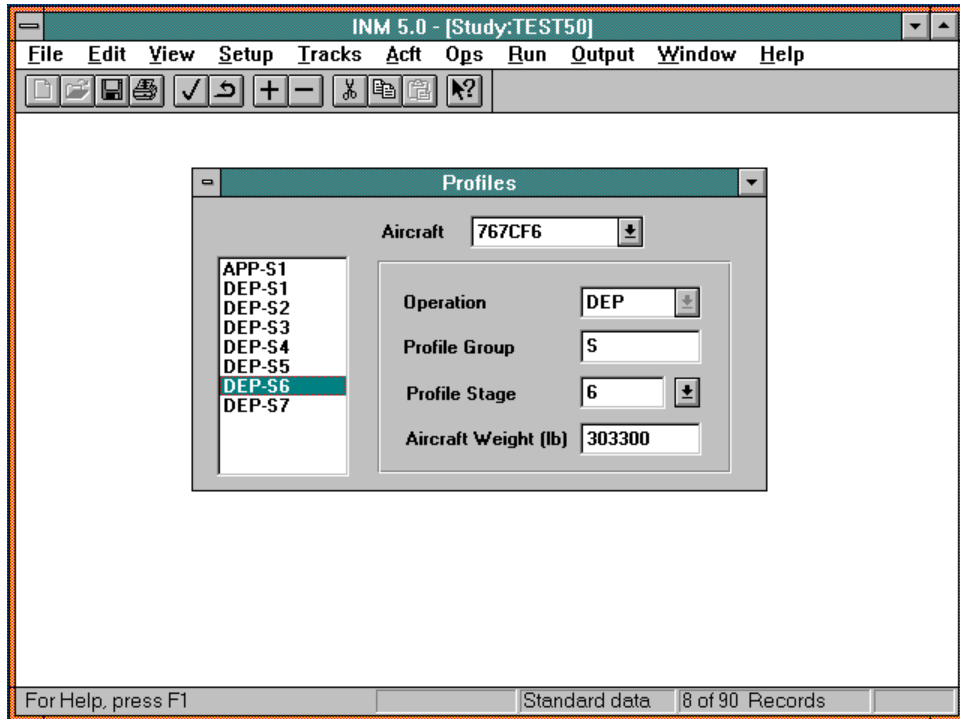 INM 5.0 - [Study:TEST50]
File Edit View Setup Tracks Acft Ops Run Output Window Help
Profiles
Aircraft 767CF6
APP-S1
DEP-S1
DEP-S2
DEP-S3
DEP-S4
DEP-S5
DEP-S6
DEP-S7
Operation DEP
Profile Group S
Profile Stage 6
Aircraft Weight (lb) 303300
For Help, press F1 Standard data 8 of 90 Records